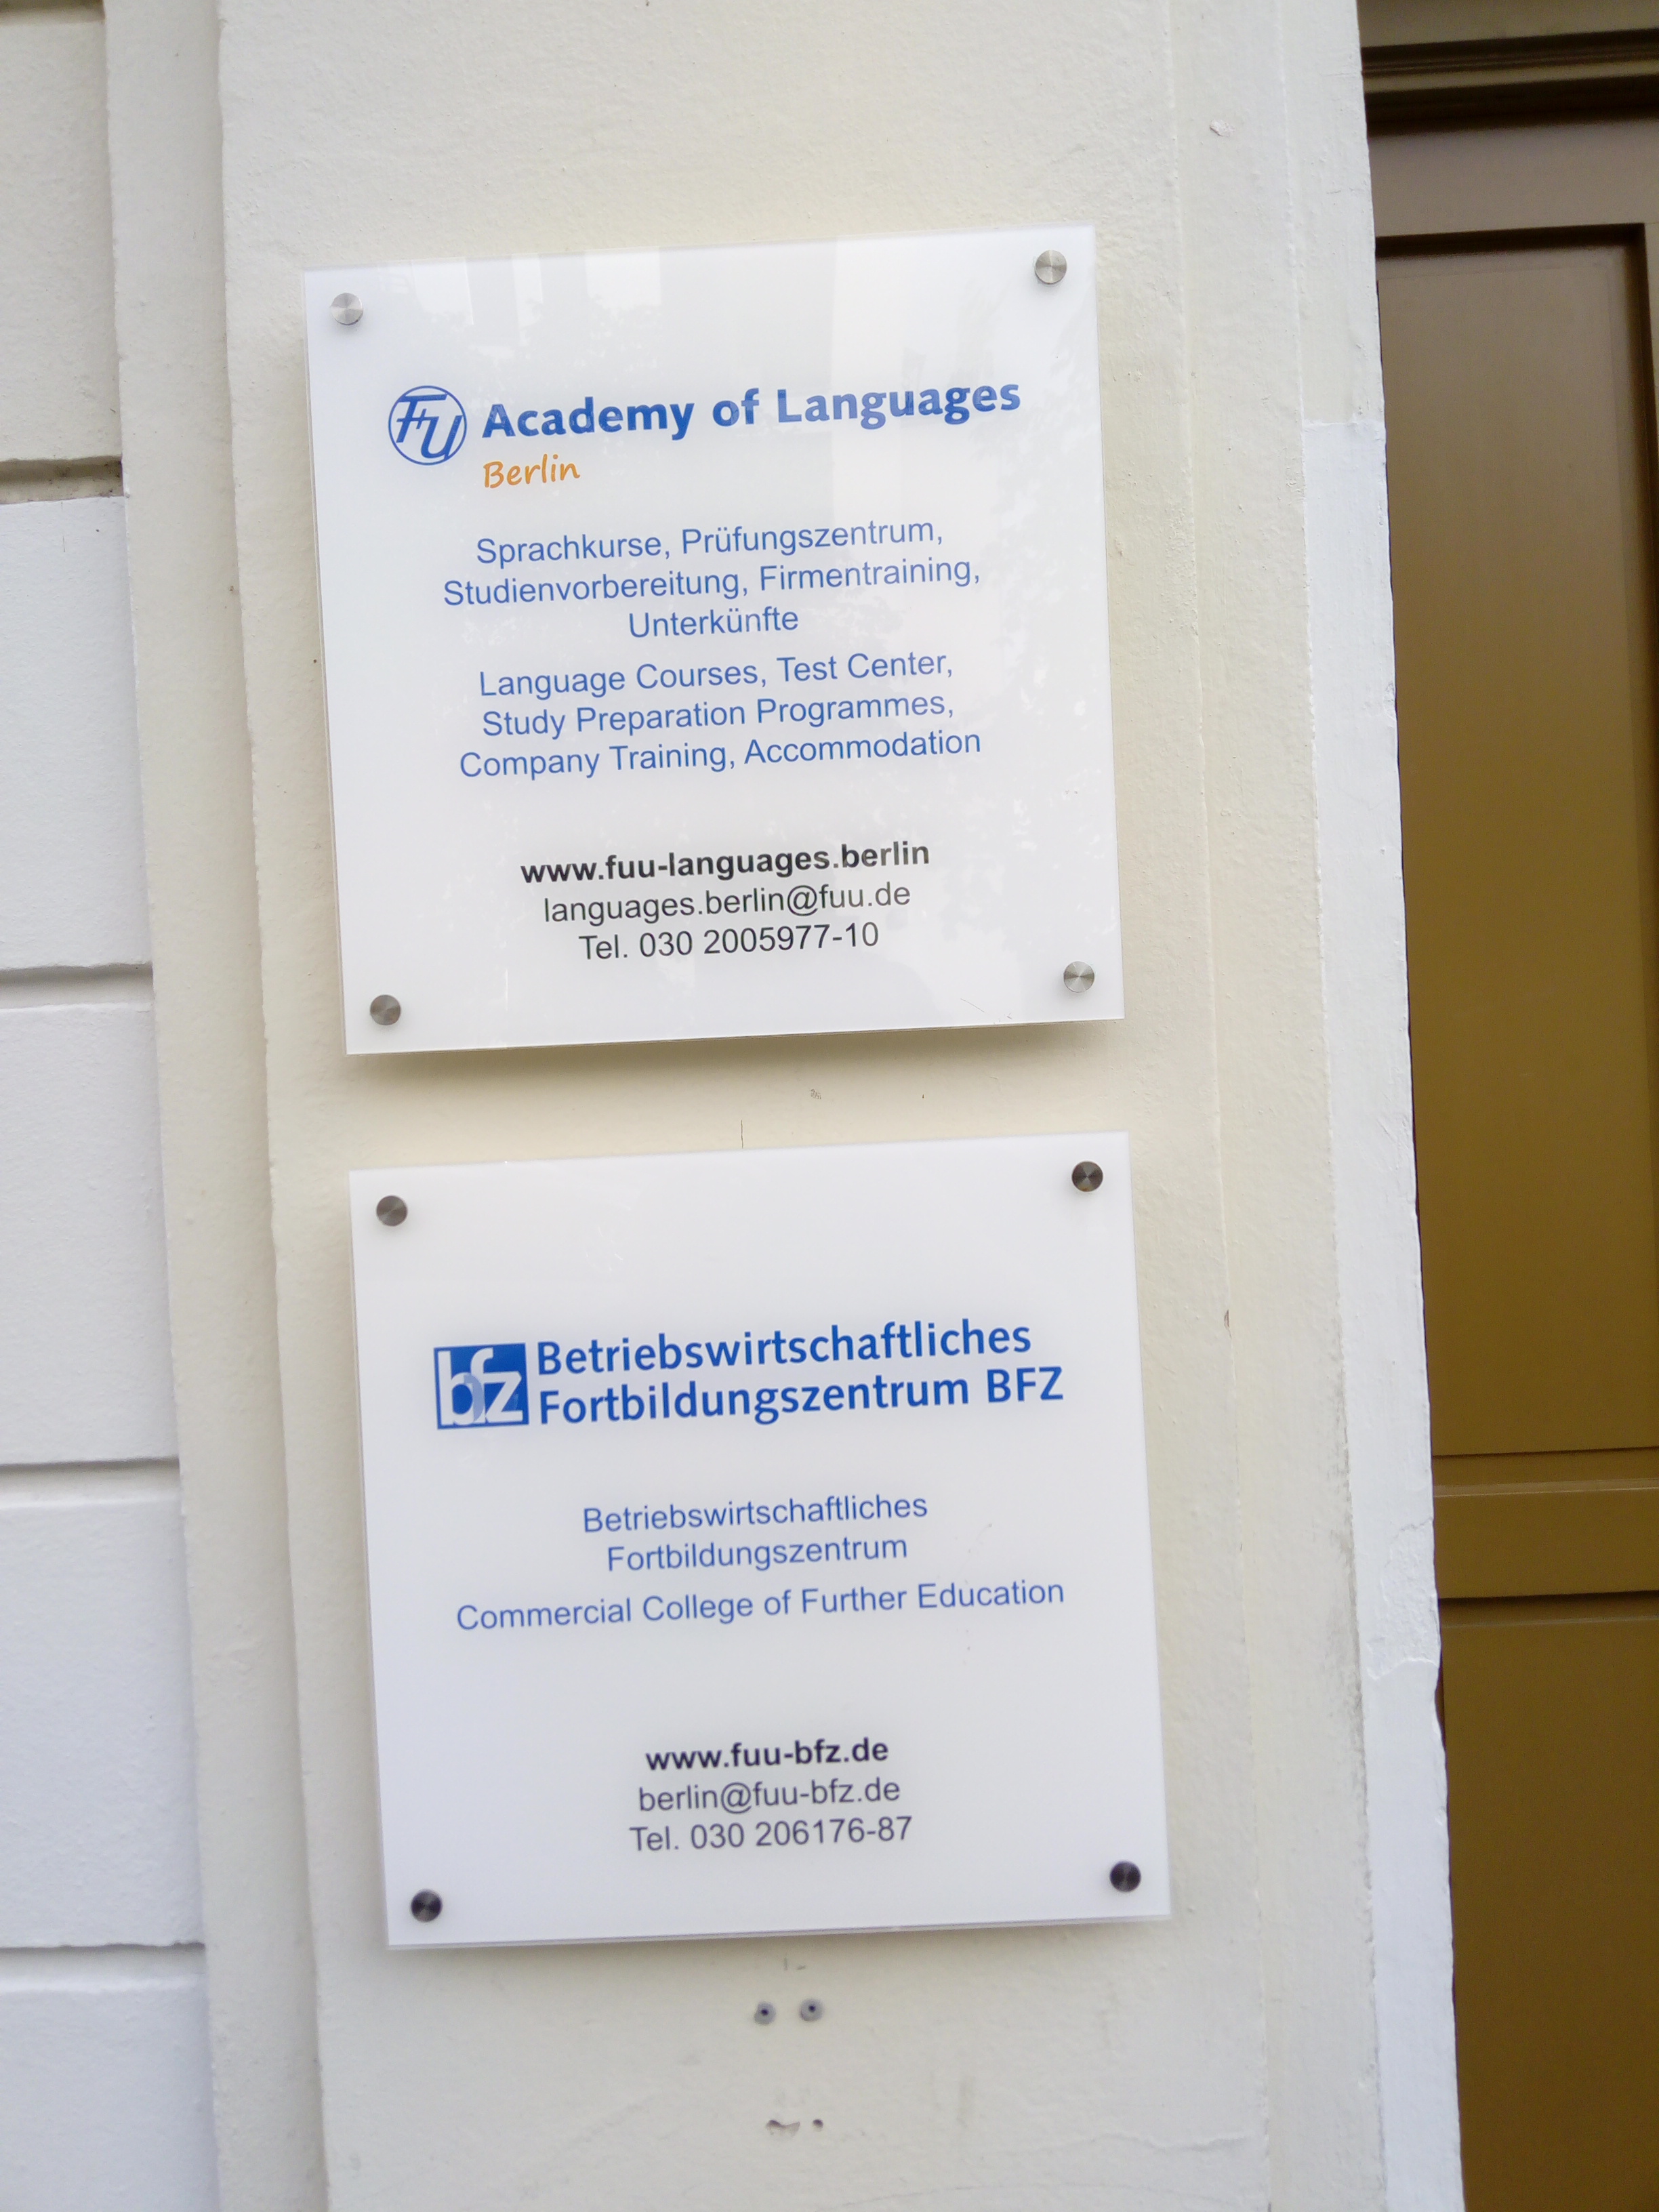 FU Academy of Languages
Berlin
Sprachkurse, Prüfungszentrum,
Studienvorbereitung, Firmentraining,
Unterkünfte
Language Courses, Test Center,
Study Preparation Programmes,
Company Training, Accommodation
www.fuu-languages.berlin
languages.berlin@fuu.de
Tel. 030 2005977-10
bfz Betriebswirtschaftliches
Fortbildungszentrum BFZ
Betriebswirtschaftliches
Fortbildungszentrum
Commercial College of Further Education
www.fuu-bfz.de
berlin@fuu-bfz.de
Tel. 030 206176-87